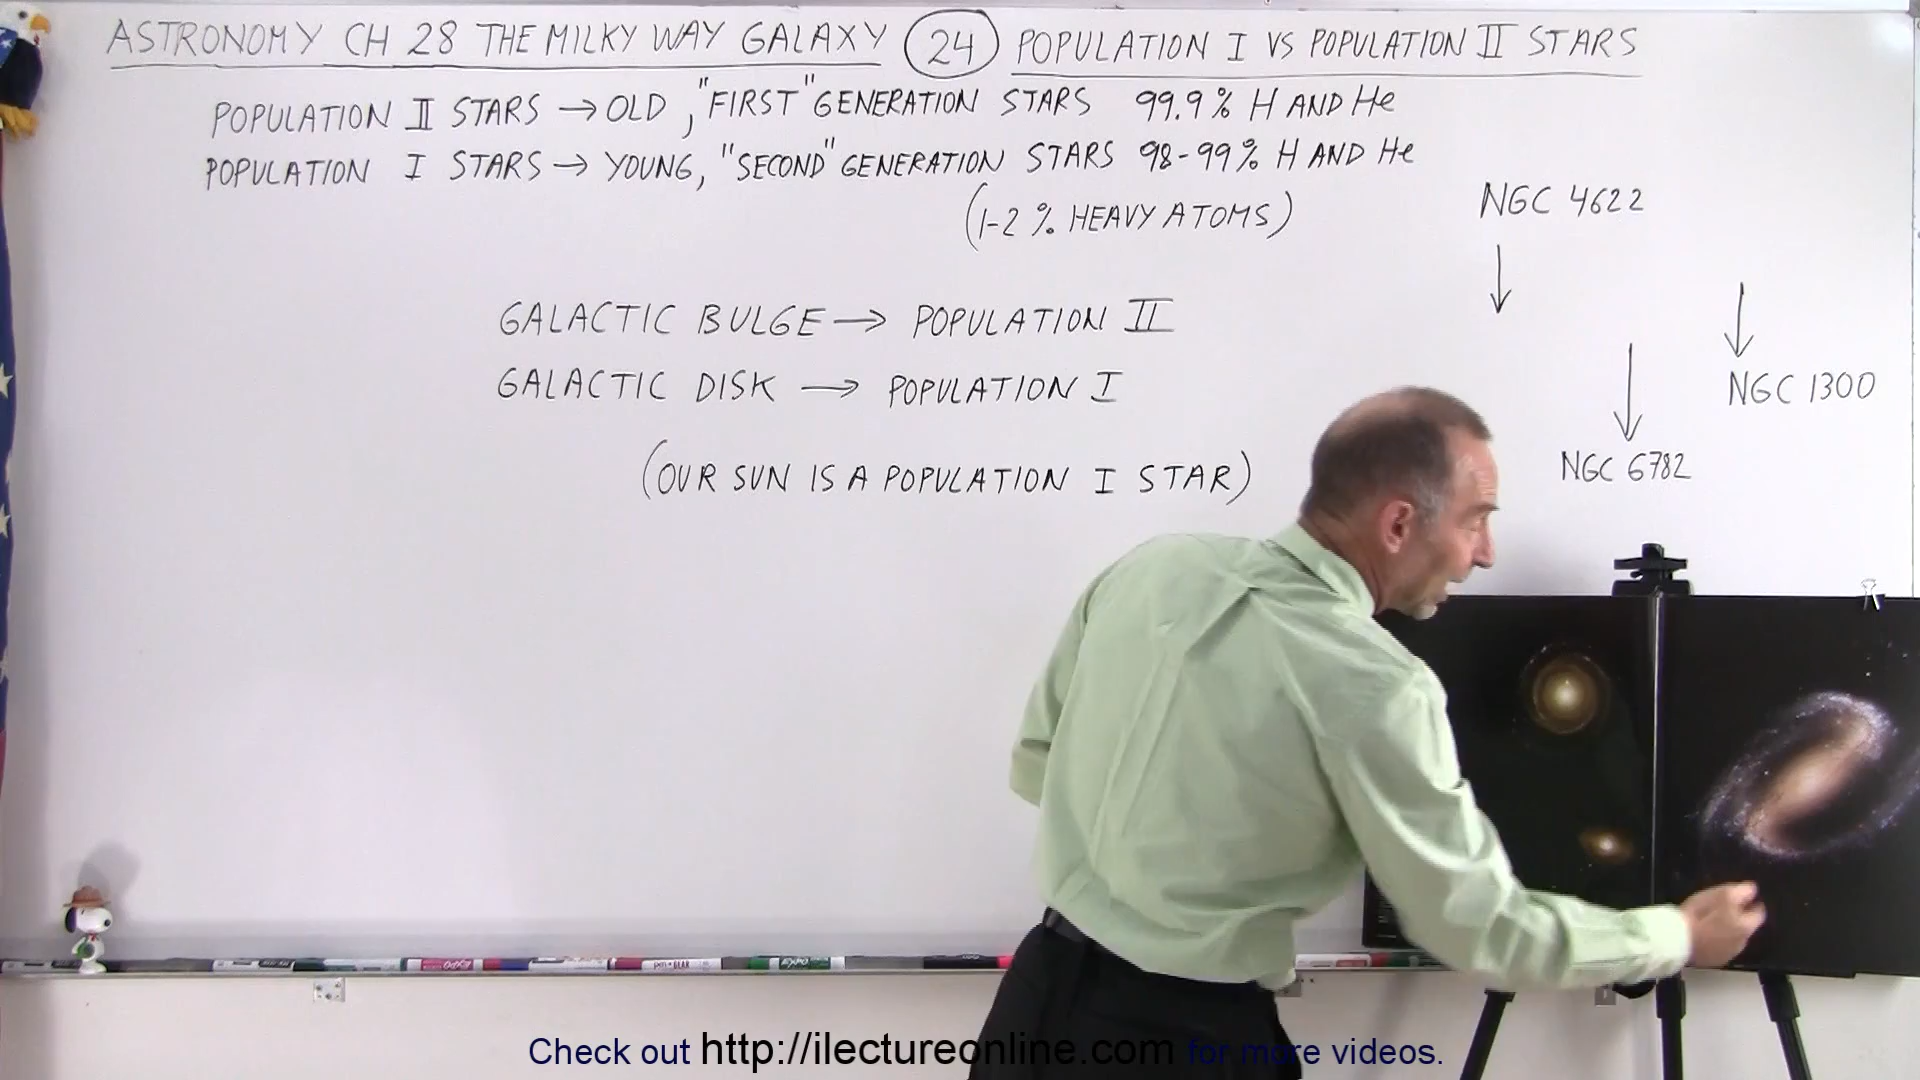 ASTRONOMY CH 28 THE MILKY WAY GALAXY 24 POPULATION I VS POPULATION II STARS
POPULATION II STARS → OLD, "FIRST" GENERATION STARS 99.9% H AND He
POPULATION I STARS → YOUNG, "SECOND" GENERATION STARS 98-99% H AND He
(1-2% HEAVY ATOMS)
NGC 4622
GALACTIC BULGE → POPULATION II
GALACTIC DISK → POPULATION I
NGC 1300
(OUR SUN IS A POPULATION I STAR)
NGC 6782
EXPO
EXPO
Check out http://ilectureonline.com for more videos.